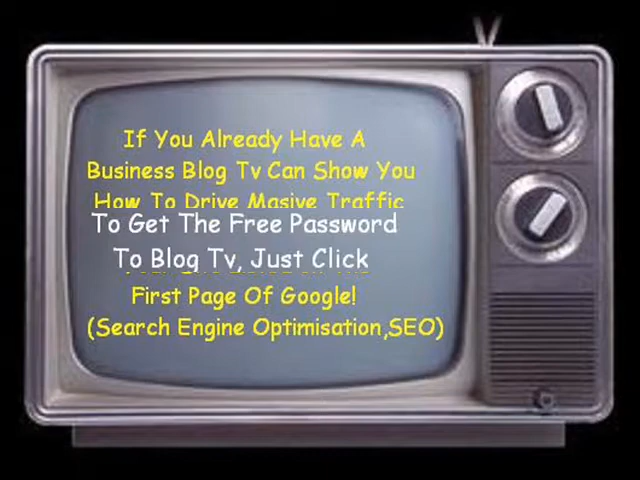 If You Already Have A
Business Blog Tv Can Show You
How To Drive Masive Traffic
To Get The Free Password
To Blog Tv, Just Click
First Page Of Google!
(Search Engine Optimisation,SEO)